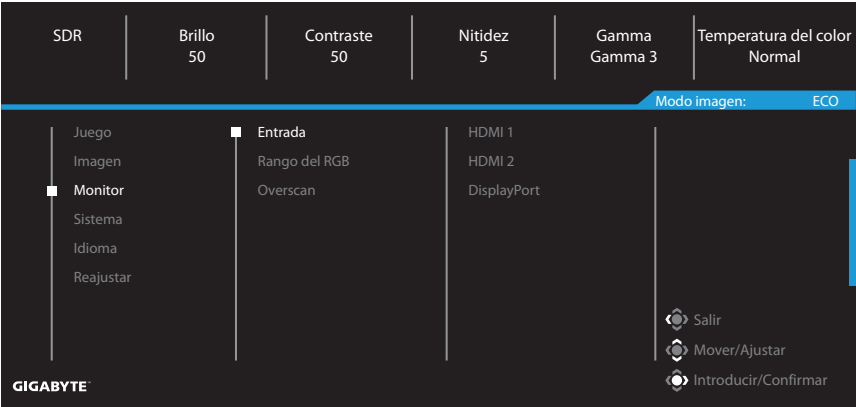 SDR
Brillo
50
Contraste
50
Nitidez
5
Gamma
Gamma 3
Temperatura del color
Normal
Modo imagen: ECO
Juego
Imagen
Monitor
Sistema
Idioma
Reajustar
Entrada
Rango del RGB
Overscan
HDMI 1
HDMI 2
DisplayPort
Salir
Mover/Ajustar
Introducir/Confirmar
GIGABYTE™